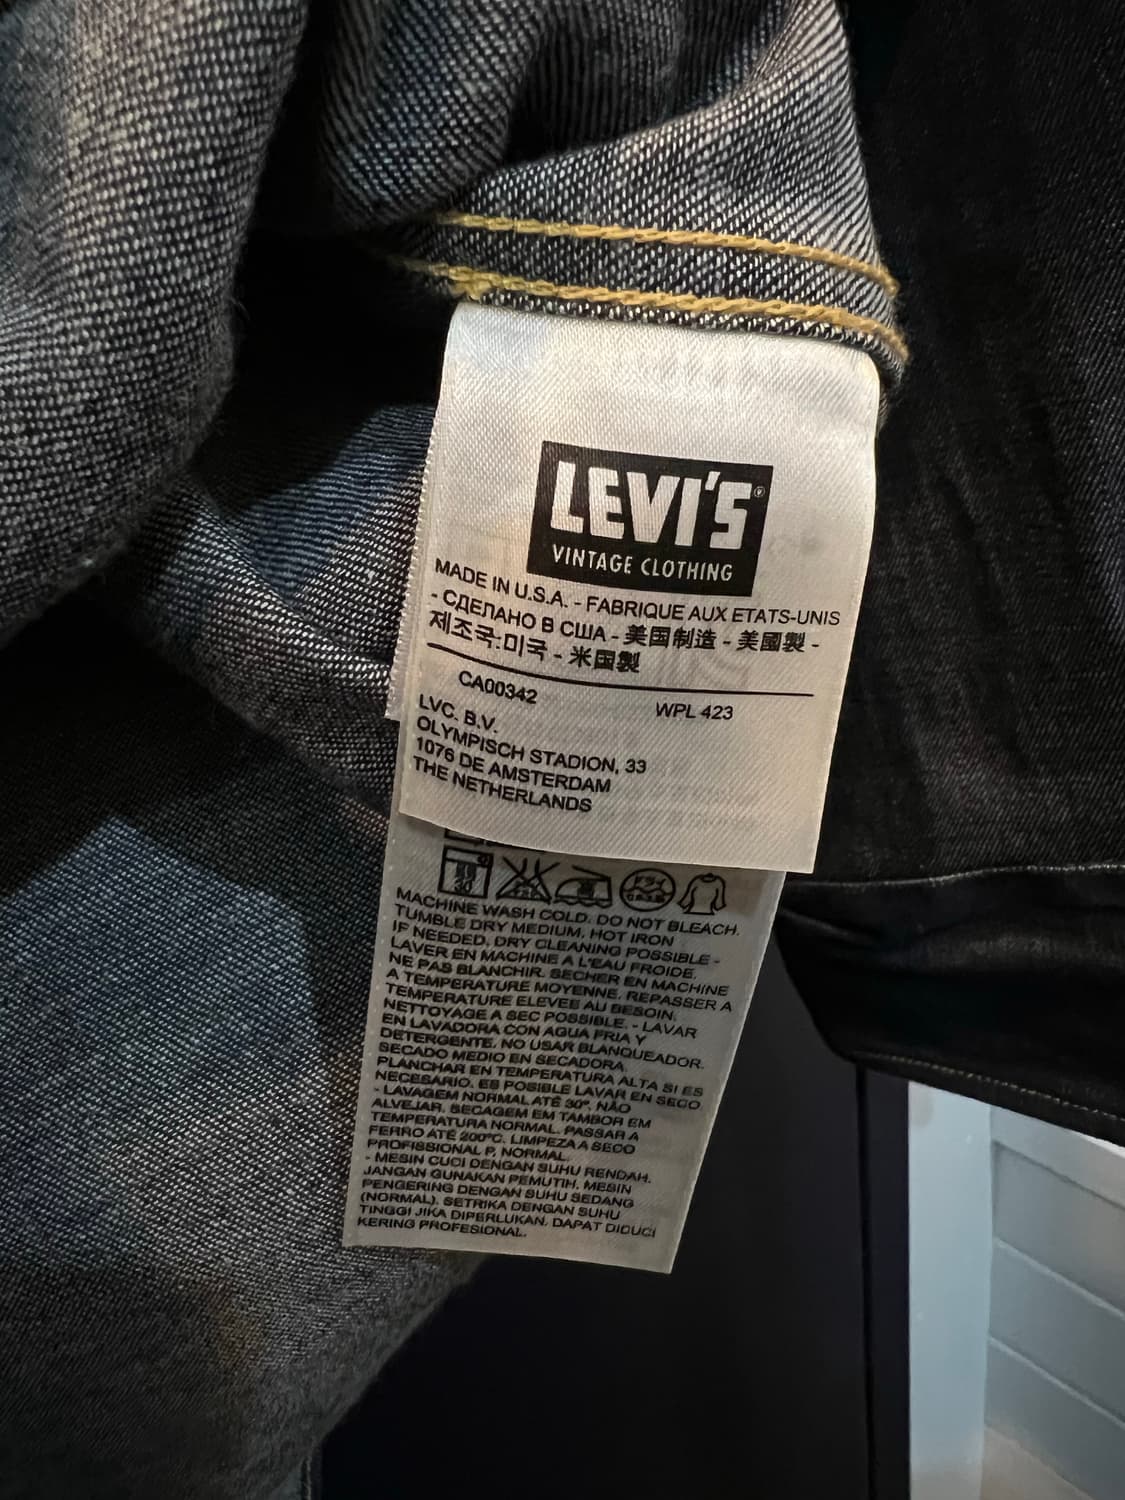 LEVI'S®
VINTAGE CLOTHING
MADE IN U.S.A. - FABRIQUE AUX ETATS-UNIS
- СДЕЛАНО В США - 美国制造 - 美國製 -
제조국:미국 - 米国製
CA00342 WPL 423
LVC. B.V.
OLYMPISCH STADION, 33
1076 DE AMSTERDAM
THE NETHERLANDS
30
MACHINE WASH COLD. DO NOT BLEACH.
TUMBLE DRY MEDIUM. HOT IRON
IF NEEDED. DRY CLEANING POSSIBLE -
LAVER EN MACHINE A L'EAU FROIDE.
NE PAS BLANCHIR. SECHER EN MACHINE
A TEMPERATURE MOYENNE. REPASSER A
TEMPERATURE ELEVEE AU BESOIN.
NETTOYAGE A SEC POSSIBLE. - LAVAR
EN LAVADORA CON AGUA FRIA Y
DETERGENTE. NO USAR BLANQUEADOR.
SECADO MEDIO EN SECADORA.
PLANCHAR EN TEMPERATURA ALTA SI ES
NECESARIO. ES POSIBLE LAVAR EN SECO
- LAVAGEM NORMAL ATÉ 30°. NÃO
ALVEJAR. SECAGEM EM TAMBOR EM
TEMPERATURA NORMAL. PASSAR A
FERRO ATÉ 200°C. LIMPEZA A SECO
PROFISSIONAL P, NORMAL.
- MESIN CUCI DENGAN SUHU RENDAH.
JANGAN GUNAKAN PEMUTIH. MESIN
PENGERING DENGAN SUHU SEDANG
(NORMAL). SETRIKA DENGAN SUHU
TINGGI JIKA DIPERLUKAN. DAPAT DICUCI
KERING PROFESIONAL.